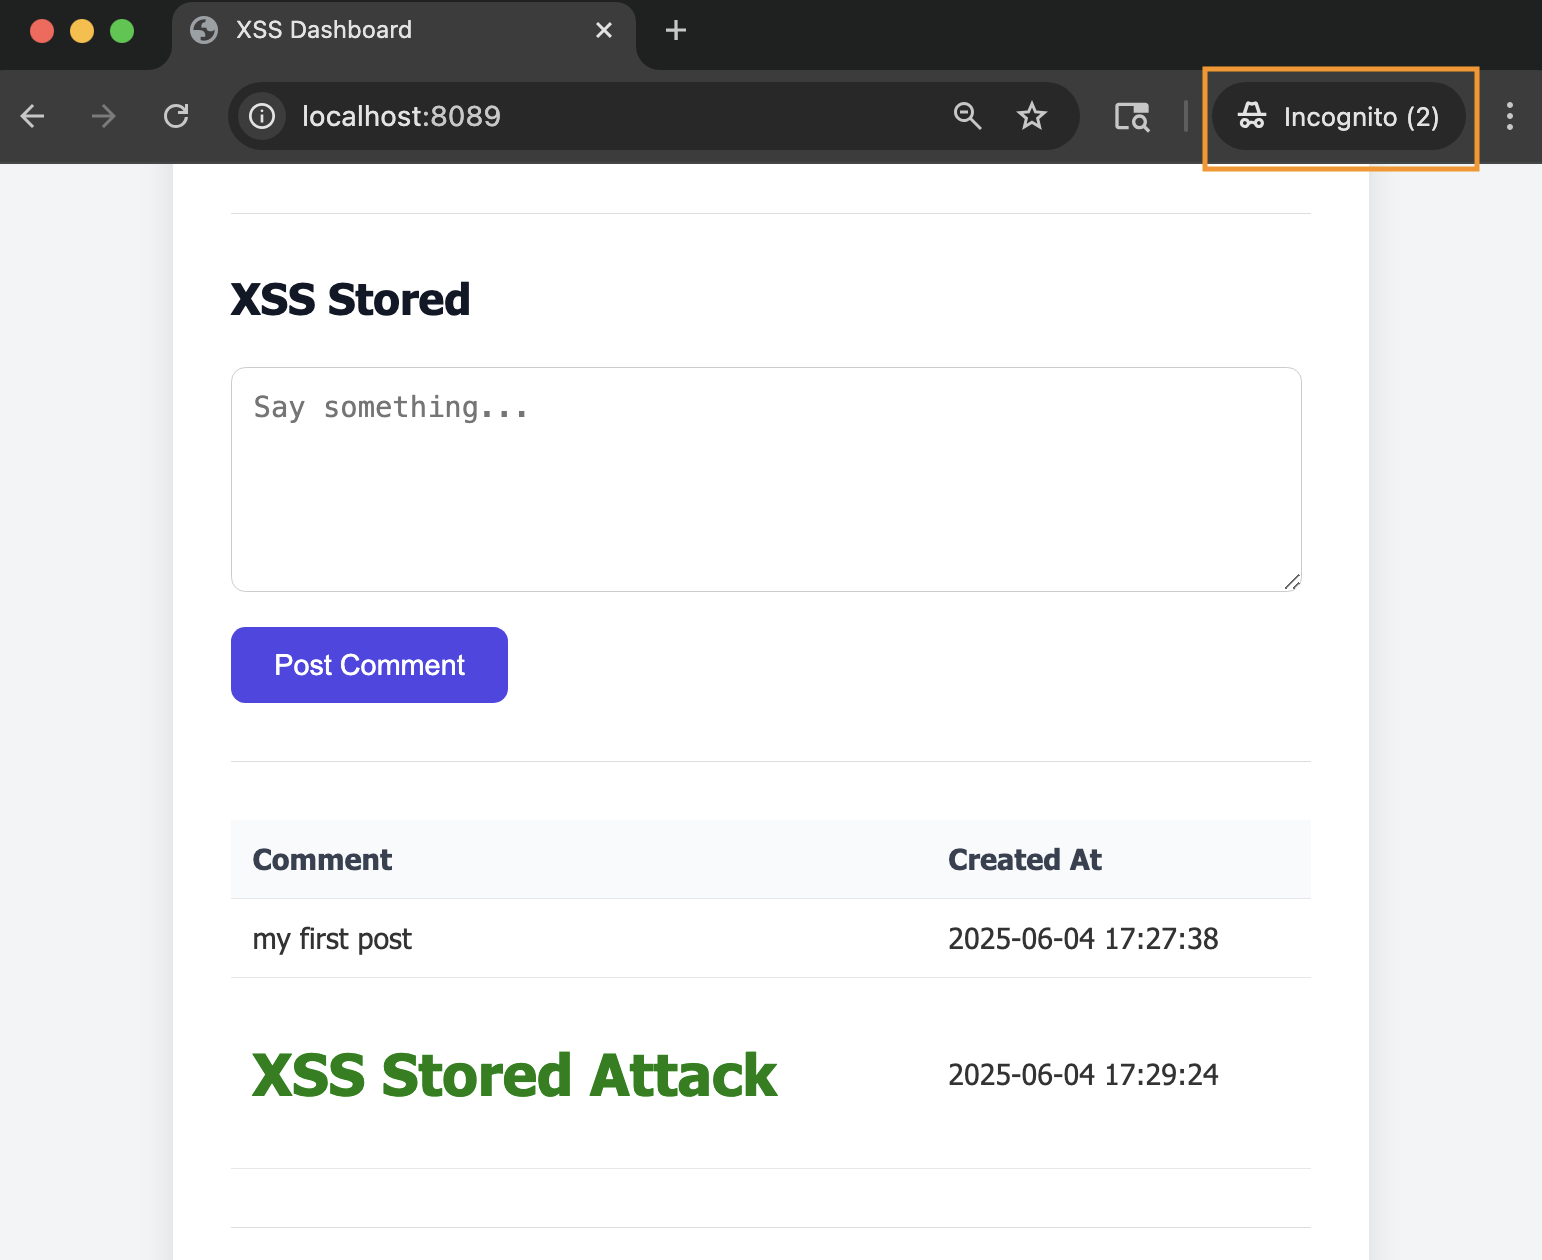 XSS Dashboard
localhost:8089
Incognito (2)
XSS Stored
Say something...
Post Comment
Comment Created At
my first post 2025-06-04 17:27:38
XSS Stored Attack 2025-06-04 17:29:24